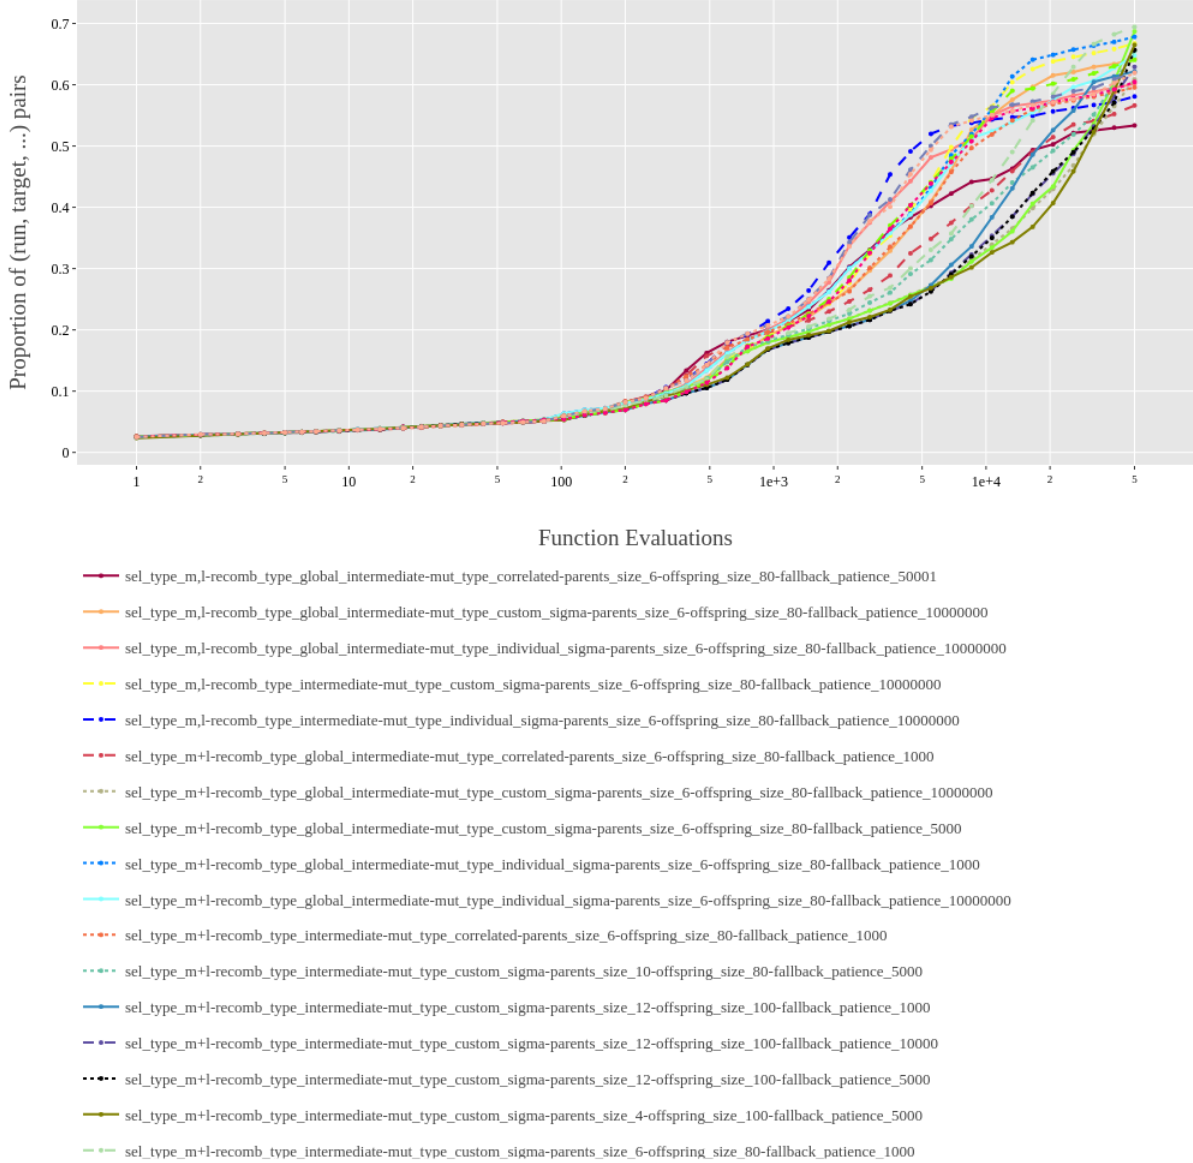 0.7
0.6
0.5
0.4
0.3
0.2
0.1
0
Proportion of (run, target, ...) pairs
1 2 5 10 2 5 100 2 5 1e+3 2 5 1e+4 2 5
Function Evaluations
sel_type_m,l-recomb_type_global_intermediate-mut_type_correlated-parents_size_6-offspring_size_80-fallback_patience_50001
sel_type_m,l-recomb_type_global_intermediate-mut_type_custom_sigma-parents_size_6-offspring_size_80-fallback_patience_10000000
sel_type_m,l-recomb_type_global_intermediate-mut_type_individual_sigma-parents_size_6-offspring_size_80-fallback_patience_10000000
sel_type_m,l-recomb_type_intermediate-mut_type_custom_sigma-parents_size_6-offspring_size_80-fallback_patience_10000000
sel_type_m,l-recomb_type_intermediate-mut_type_individual_sigma-parents_size_6-offspring_size_80-fallback_patience_10000000
sel_type_m+l-recomb_type_global_intermediate-mut_type_correlated-parents_size_6-offspring_size_80-fallback_patience_1000
sel_type_m+l-recomb_type_global_intermediate-mut_type_custom_sigma-parents_size_6-offspring_size_80-fallback_patience_10000000
sel_type_m+l-recomb_type_global_intermediate-mut_type_custom_sigma-parents_size_6-offspring_size_80-fallback_patience_5000
sel_type_m+l-recomb_type_global_intermediate-mut_type_individual_sigma-parents_size_6-offspring_size_80-fallback_patience_1000
sel_type_m+l-recomb_type_global_intermediate-mut_type_individual_sigma-parents_size_6-offspring_size_80-fallback_patience_10000000
sel_type_m+l-recomb_type_intermediate-mut_type_correlated-parents_size_6-offspring_size_80-fallback_patience_1000
sel_type_m+l-recomb_type_intermediate-mut_type_custom_sigma-parents_size_10-offspring_size_80-fallback_patience_5000
sel_type_m+l-recomb_type_intermediate-mut_type_custom_sigma-parents_size_12-offspring_size_100-fallback_patience_1000
sel_type_m+l-recomb_type_intermediate-mut_type_custom_sigma-parents_size_12-offspring_size_100-fallback_patience_10000
sel_type_m+l-recomb_type_intermediate-mut_type_custom_sigma-parents_size_12-offspring_size_100-fallback_patience_5000
sel_type_m+l-recomb_type_intermediate-mut_type_custom_sigma-parents_size_4-offspring_size_100-fallback_patience_5000
sel_type_m+l-recomb_type_intermediate-mut_type_custom_sigma-parents_size_6-offspring_size_80-fallback_patience_1000